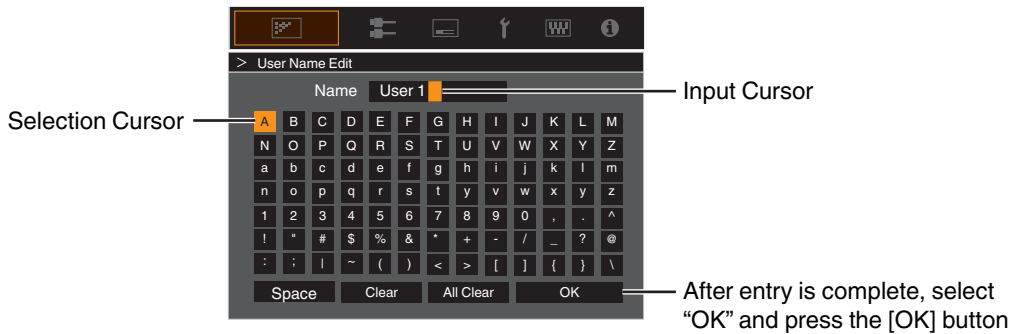 > User Name Edit
Name User 1
Input Cursor
Selection Cursor
A B C D E F G H I J K L M
N O P Q R S T U V W X Y Z
a b c d e f g h i j k l m
n o p q r s t y v w x y z
1 2 3 4 5 6 7 8 9 0 , . ^
! " # $ % & * + - / _ ? @
: ; | ~ ( ) < > [ ] { } \
Space Clear All Clear OK
After entry is complete, select
“OK” and press the [OK] button